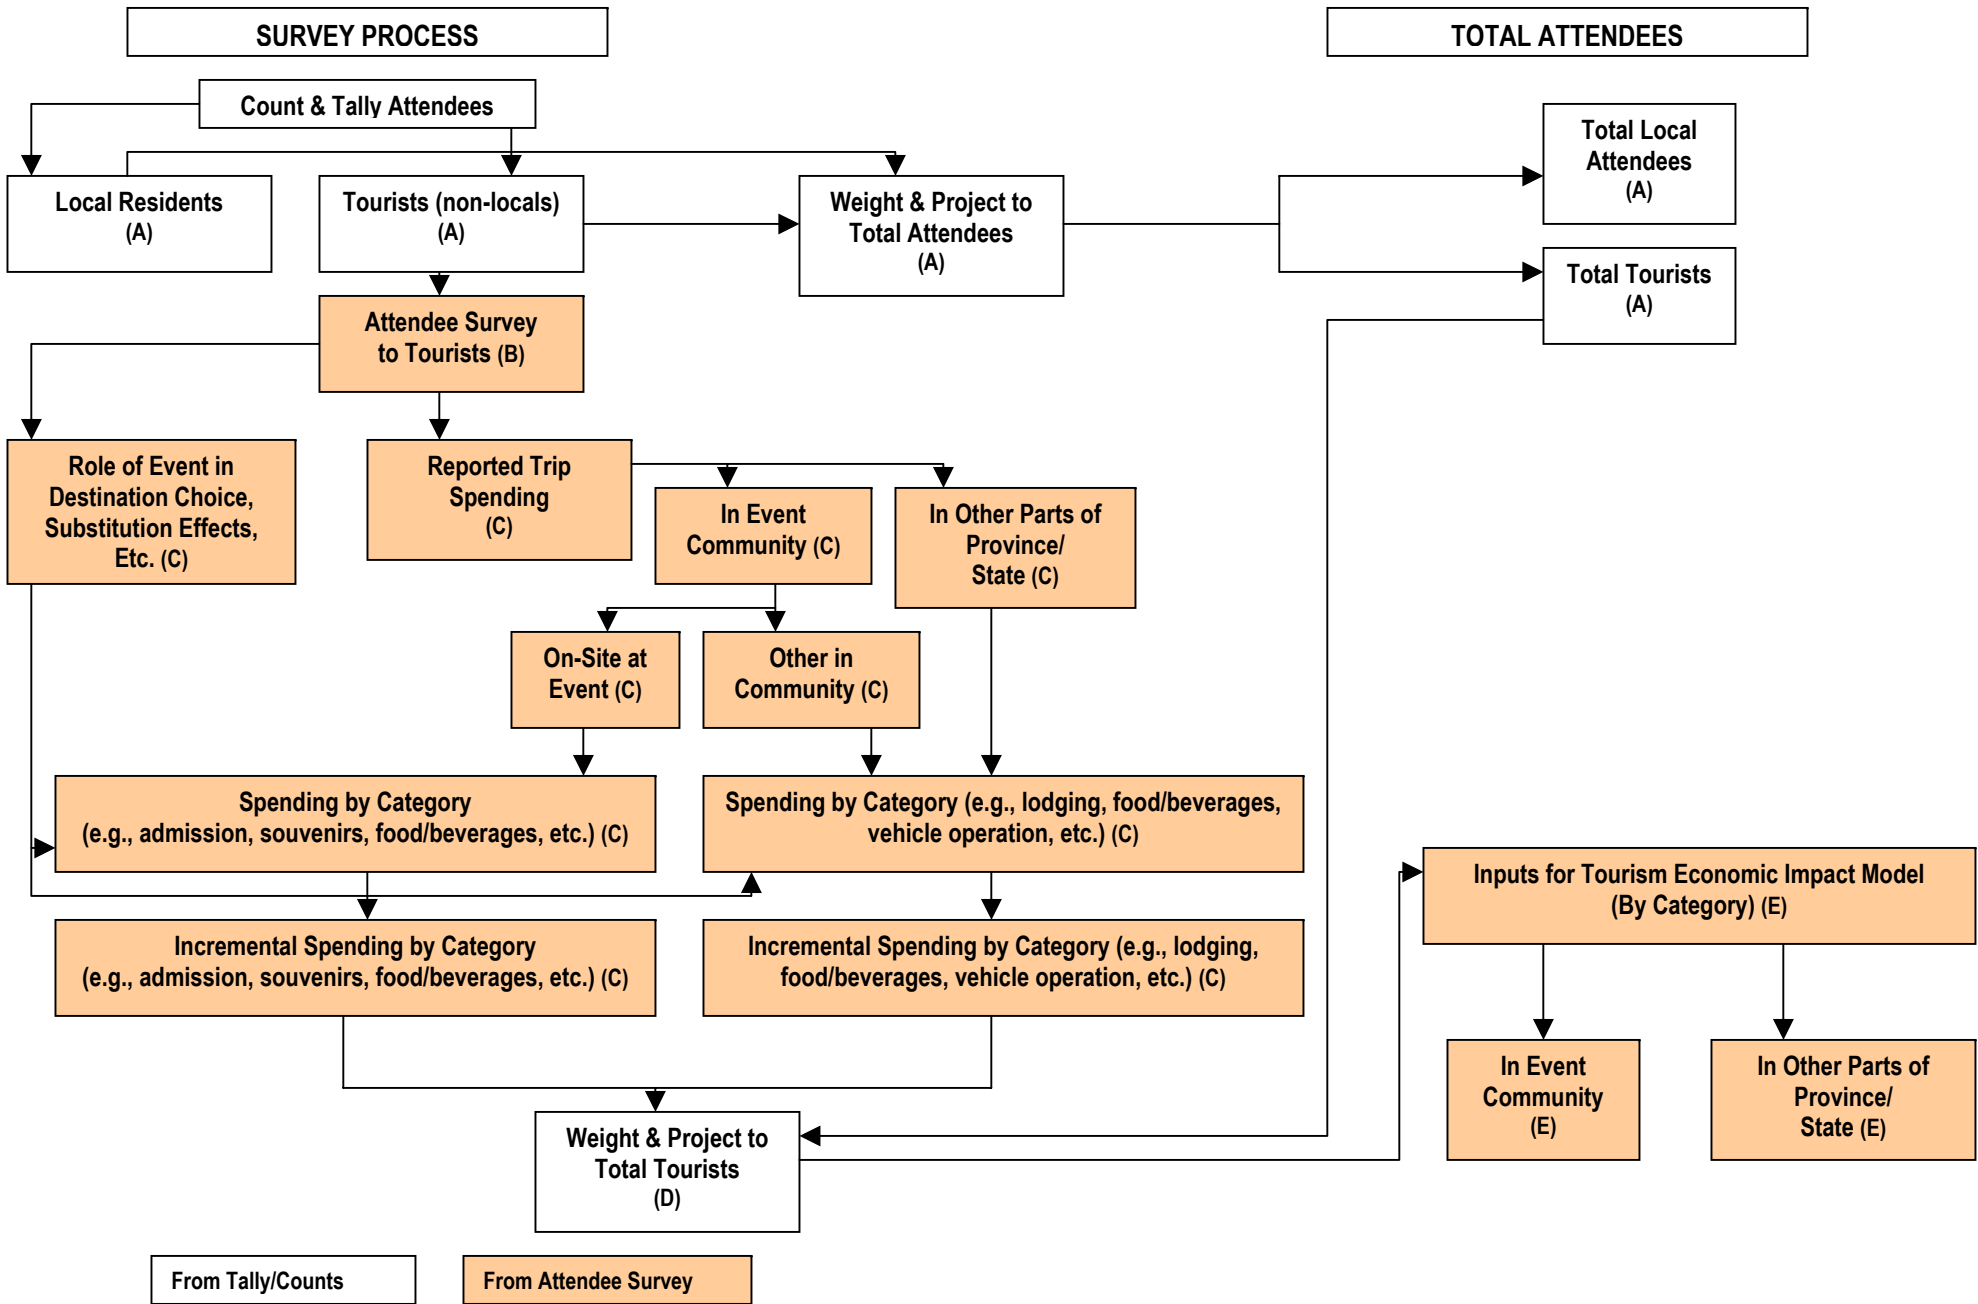 SURVEY PROCESS
TOTAL ATTENDEES
Count & Tally Attendees
Local Residents
(A)
Tourists (non-locals)
(A)
Weight & Project to
Total Attendees
(A)
Total Local
Attendees
(A)
Total Tourists
(A)
Attendee Survey
to Tourists (B)
Role of Event in
Destination Choice,
Substitution Effects,
Etc. (C)
Reported Trip
Spending
(C)
In Event
Community (C)
In Other Parts of
Province/
State (C)
On-Site at
Event (C)
Other in
Community (C)
Spending by Category
(e.g., admission, souvenirs, food/beverages, etc.) (C)
Spending by Category (e.g., lodging, food/beverages,
vehicle operation, etc.) (C)
Incremental Spending by Category
(e.g., admission, souvenirs, food/beverages, etc.) (C)
Incremental Spending by Category (e.g., lodging,
food/beverages, vehicle operation, etc.) (C)
Inputs for Tourism Economic Impact Model
(By Category) (E)
In Event
Community
(E)
In Other Parts of
Province/
State (E)
Weight & Project to
Total Tourists
(D)
From Tally/Counts
From Attendee Survey